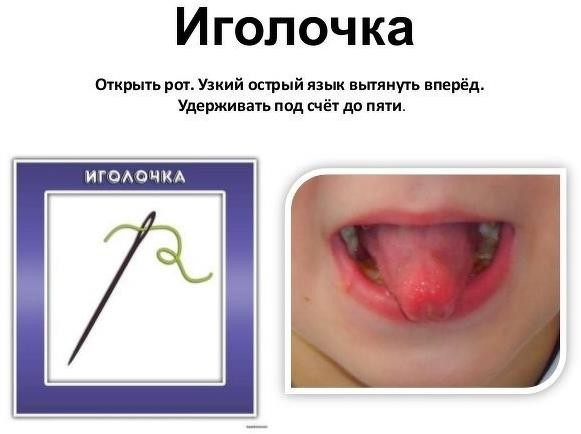 Иголочка
Открыть рот. Узкий острый язык вытянуть вперёд.
Удерживать под счёт до пяти.
ИГОЛОЧКА